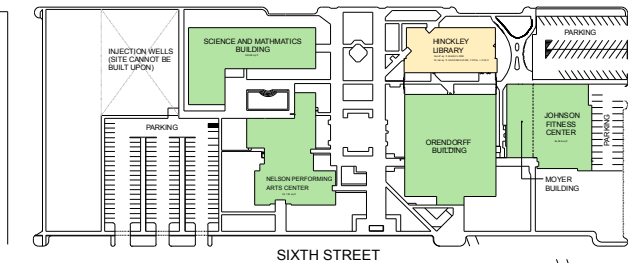 SCIENCE AND MATHMATICS
BUILDING
INJECTION WELLS
(SITE CANNOT BE
BUILT UPON)
HINCKLEY
LIBRARY
PARKING
PARKING
ORENDORFF
BUILDING
JOHNSON
FITNESS
CENTER
PARKING
NELSON PERFORMING
ARTS CENTER
MOYER
BUILDING
SIXTH STREET